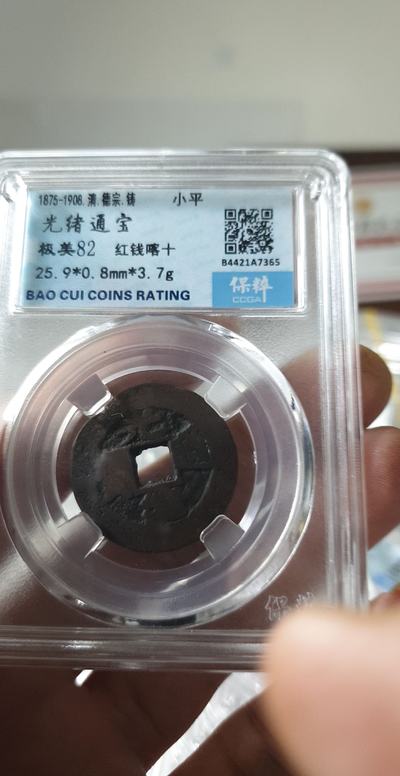 1875-1908.清.德宗.铸 小平
光绪通宝
极美82 红钱喀十
25.9*0.8mm*3.7g
B4421A7365
保粹
CCGA
BAO CUI COINS RATING